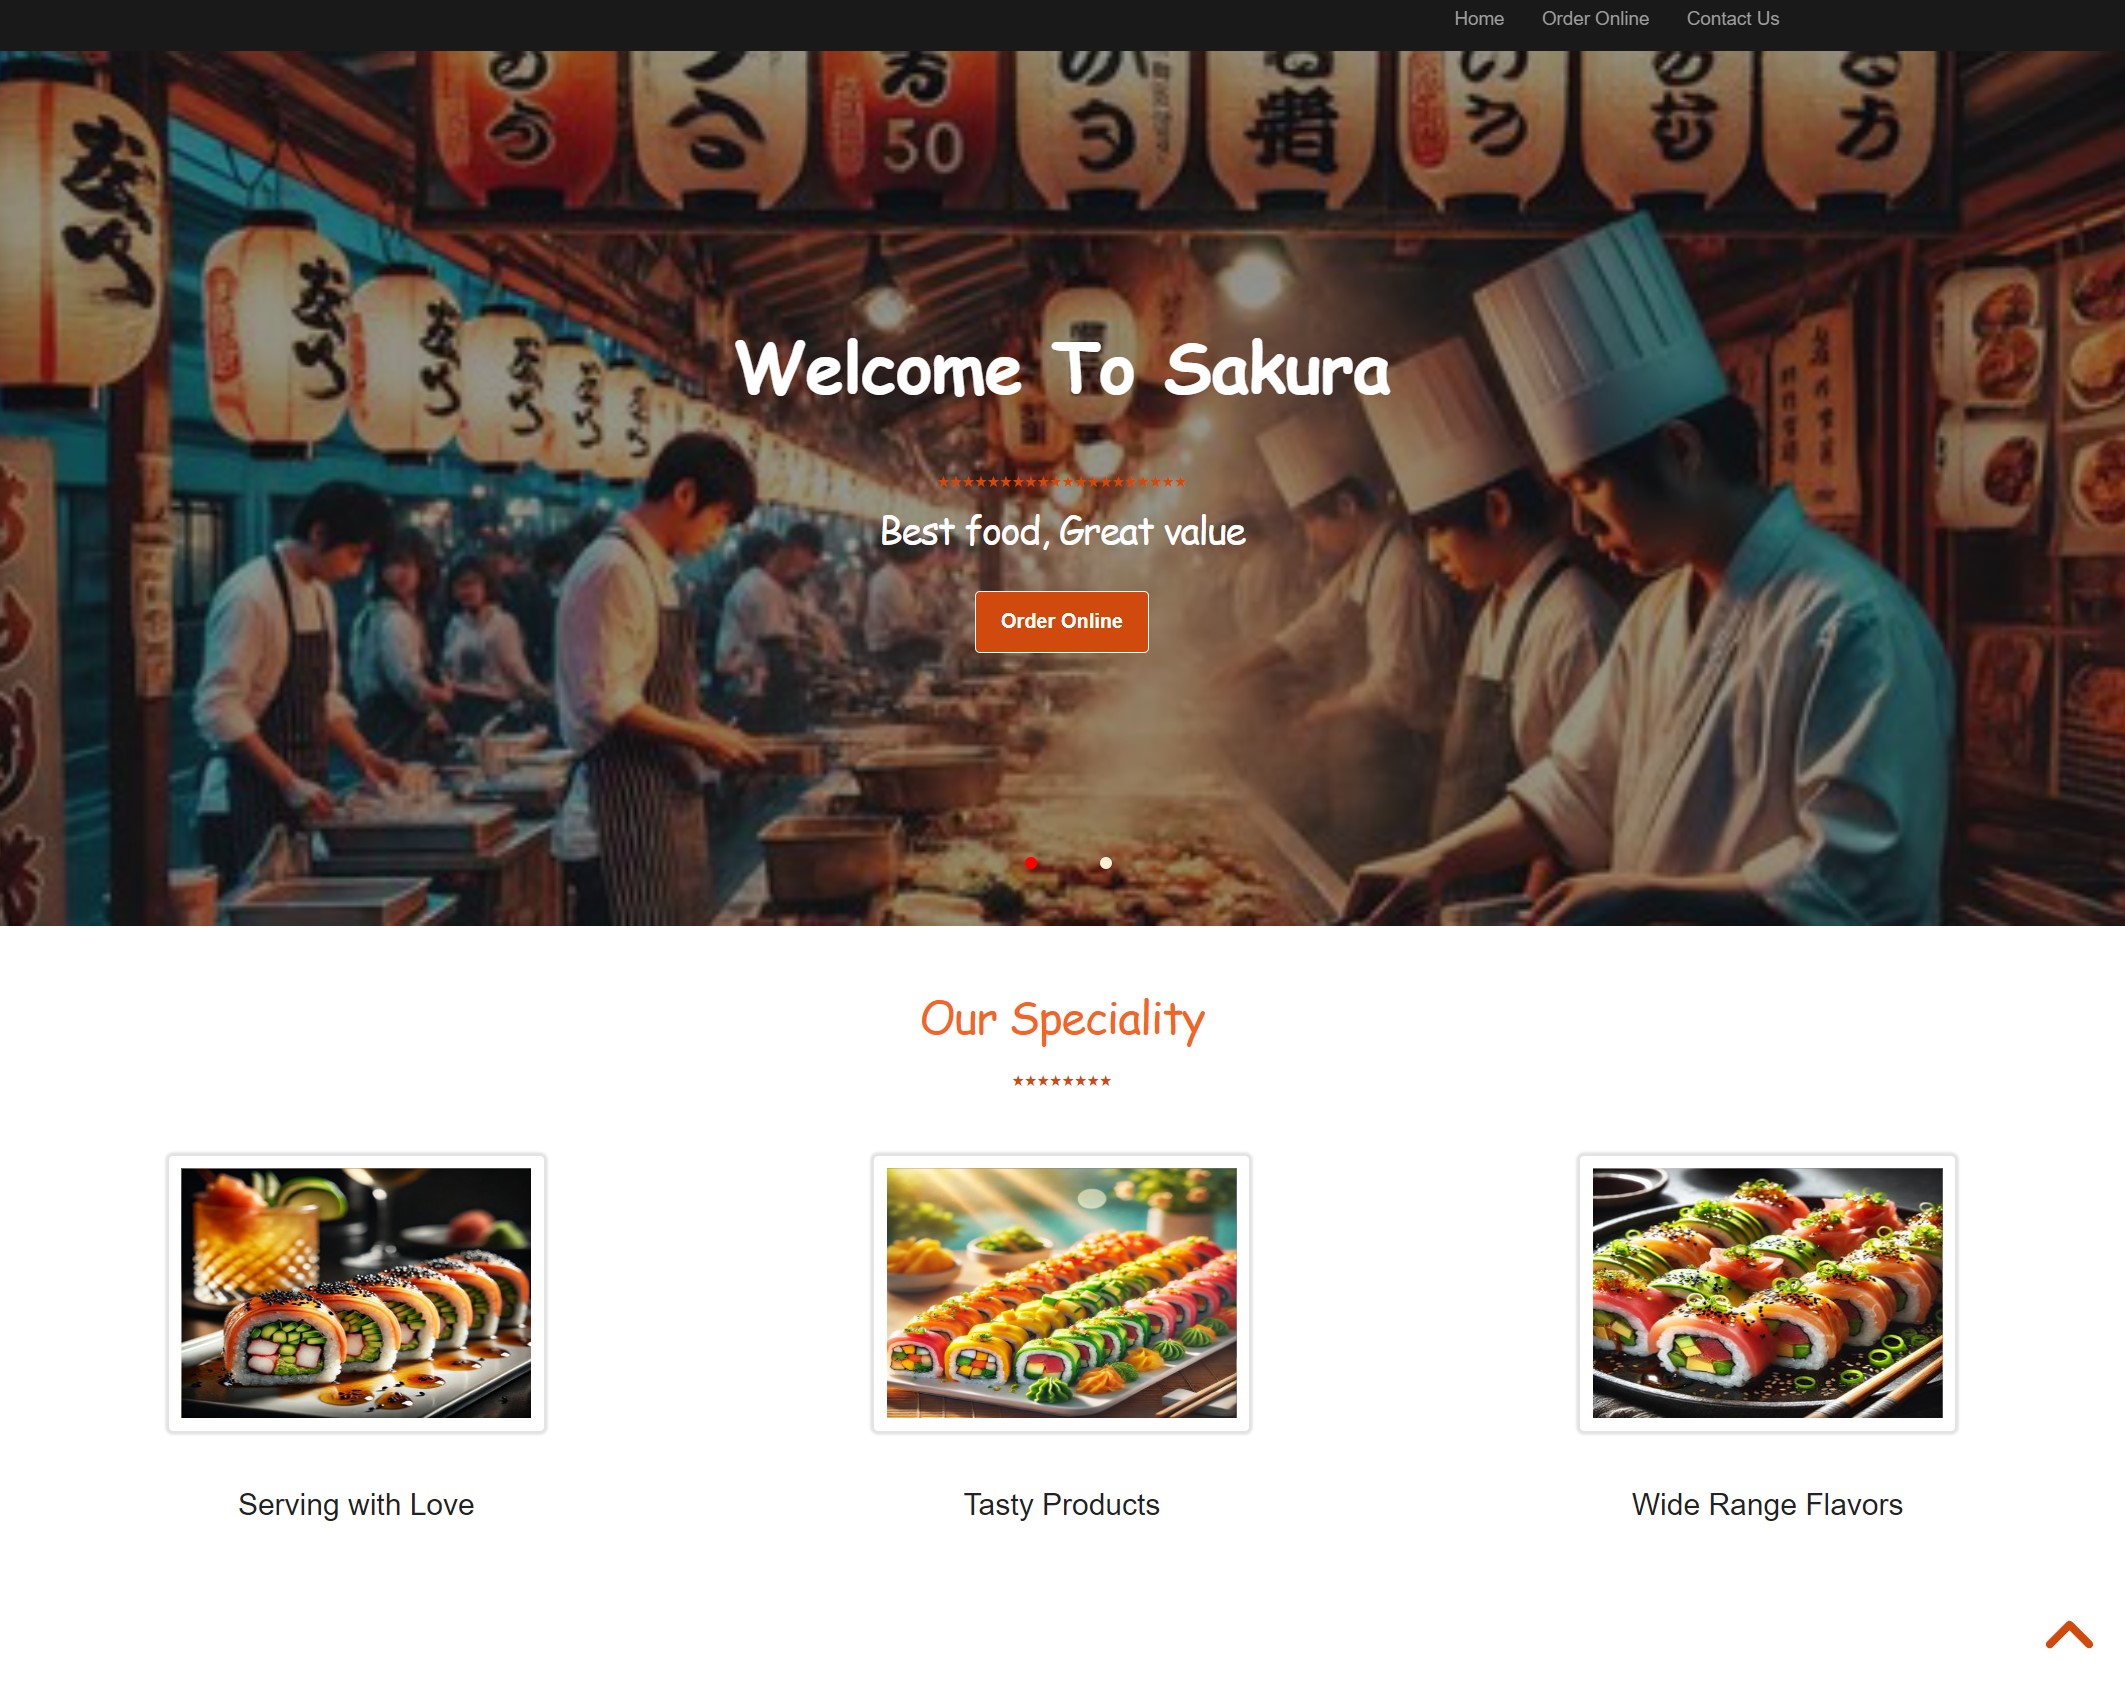 Home Order Online Contact Us
50
Welcome To Sakura
Best food, Great value
Order Online
Our Speciality
Serving with Love
Tasty Products
Wide Range Flavors